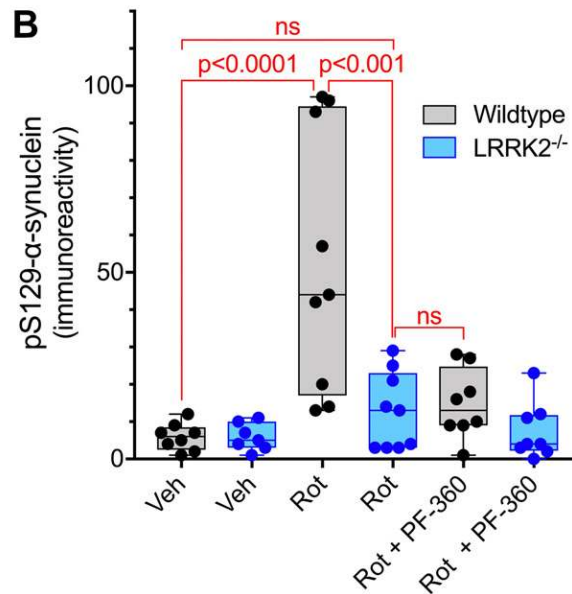 B
ns
p<0.0001 p<0.001
100
Wildtype
LRRK2-/-
pS129-α-synuclein
(immunoreactivity)
50
ns
0
Veh
Veh
Rot
Rot
Rot + PF-360
Rot + PF-360